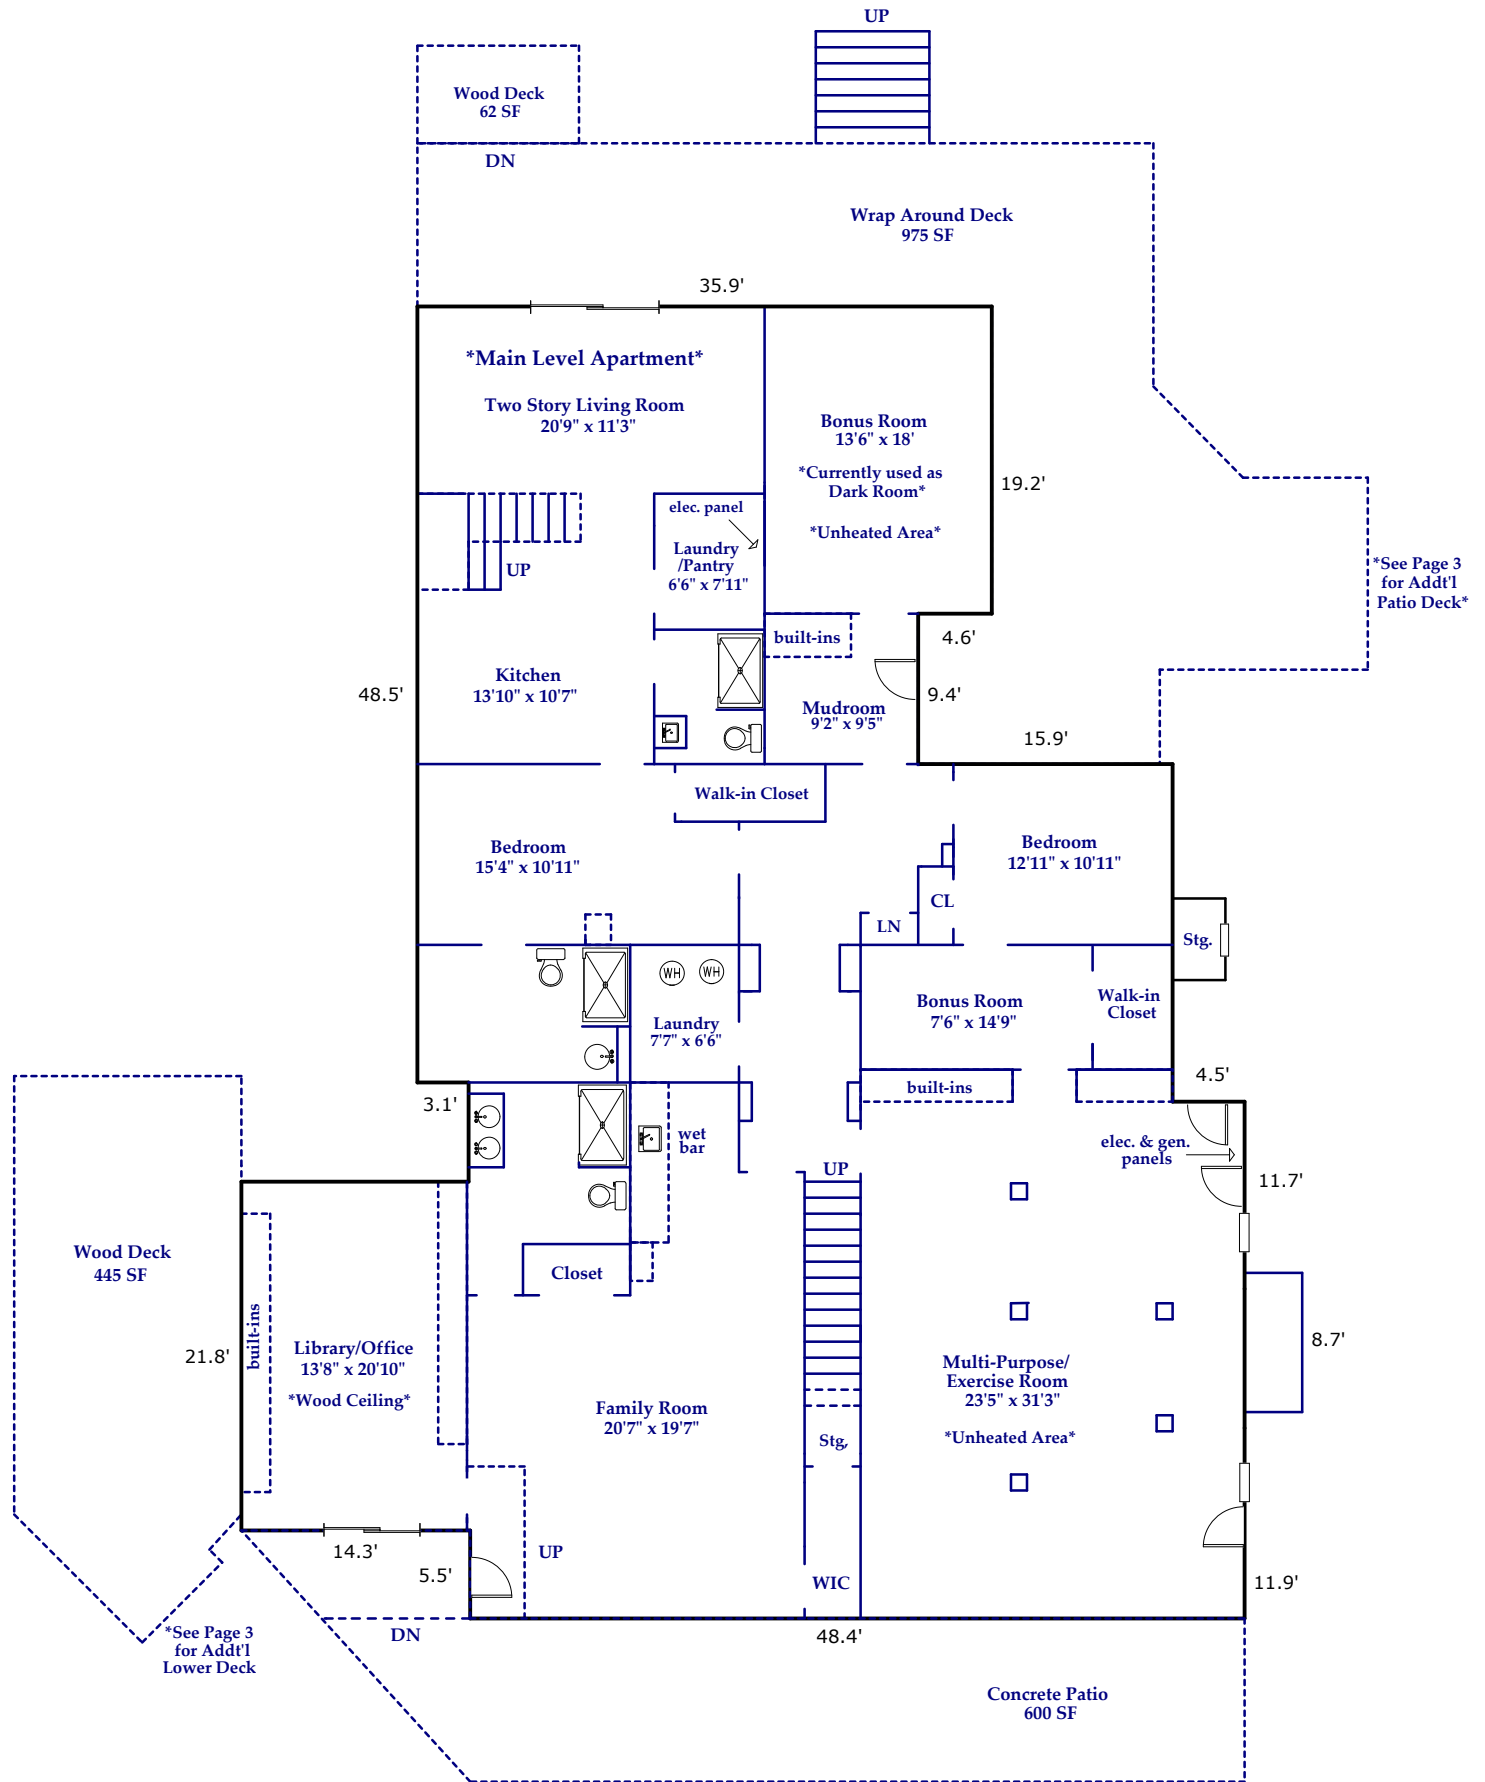 UP
Wood Deck
62 SF
DN
Wrap Around Deck
975 SF
35.9'
*Main Level Apartment*
Two Story Living Room
20'9" x 11'3"
Bonus Room
13'6" x 18'
*Currently used as
Dark Room*
*Unheated Area*
19.2'
elec. panel
Laundry
/Pantry
6'6" x 7'11"
UP
*See Page 3
for Addt'l
Patio Deck*
built-ins
4.6'
Kitchen
13'10" x 10'7"
48.5'
9.4'
Mudroom
9'2" x 9'5"
15.9'
Walk-in Closet
Bedroom
15'4" x 10'11"
Bedroom
12'11" x 10'11"
CL
LN
Stg.
WH
WH
Laundry
7'7" x 6'6"
Bonus Room
7'6" x 14'9"
Walk-in
Closet
built-ins
4.5'
3.1'
wet
bar
elec. & gen.
panels
UP
11.7'
Wood Deck
445 SF
Closet
built-ins
Library/Office
13'8" x 20'10"
*Wood Ceiling*
21.8'
8.7'
Multi-Purpose/
Exercise Room
23'5" x 31'3"
*Unheated Area*
Family Room
20'7" x 19'7"
Stg,
14.3'
5.5'
UP
WIC
11.9'
*See Page 3
for Addt'l
Lower Deck
DN
48.4'
Concrete Patio
600 SF